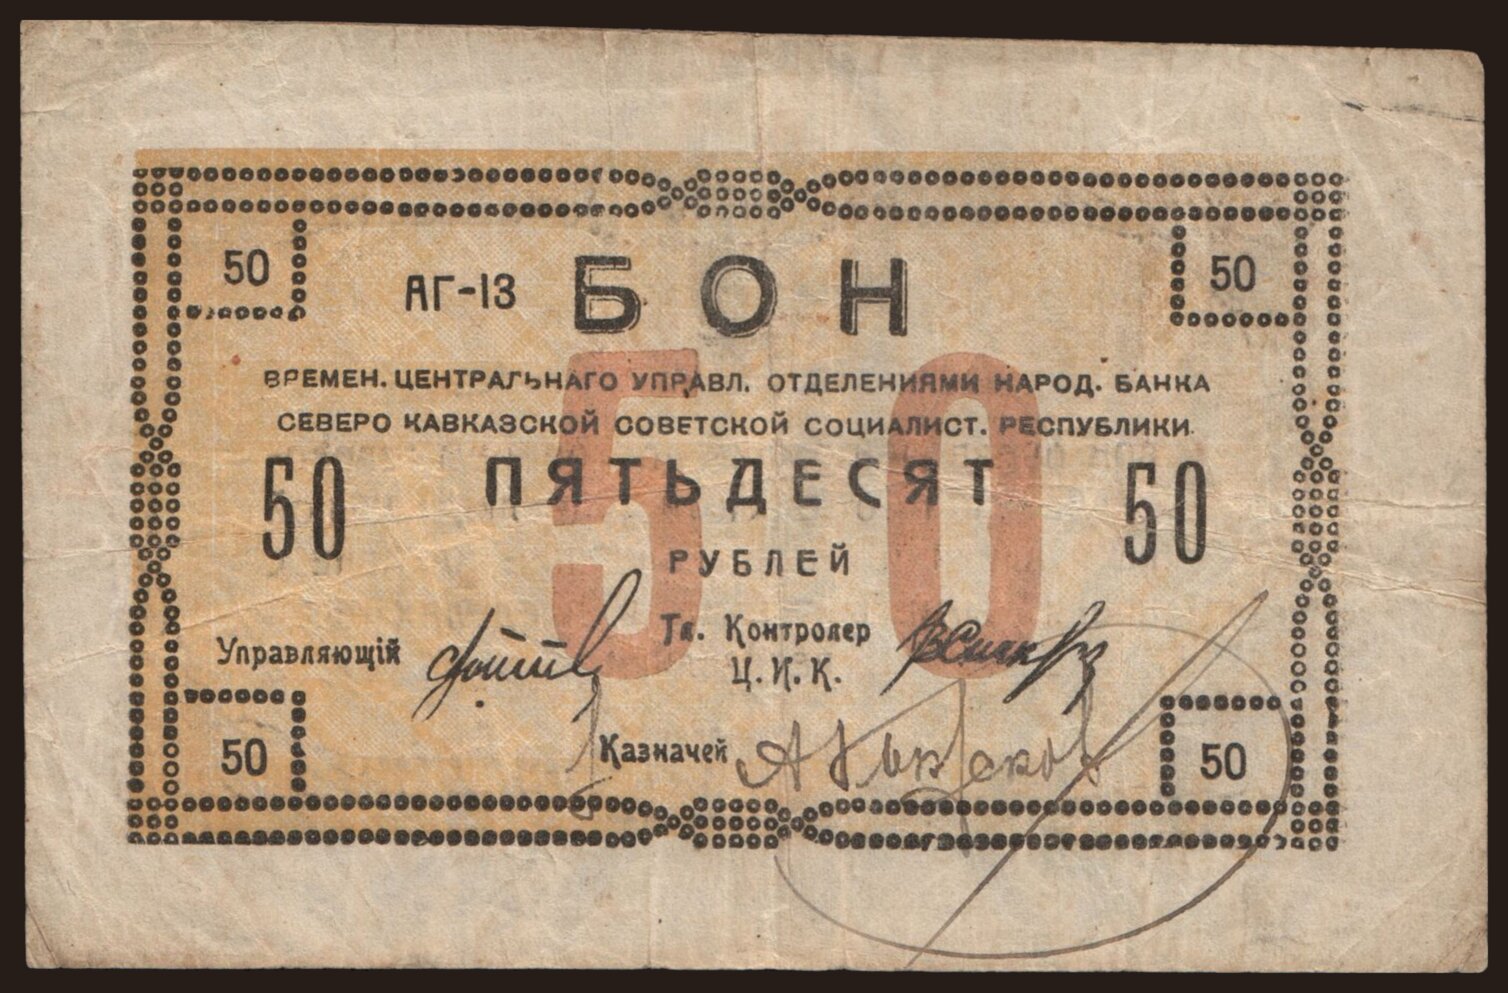 50 АГ-13 БОН 50
ВРЕМЕН. ЦЕНТРАЛЬНАГО УПРАВЛ. ОТДЕЛЕНИЯМИ НАРОД. БАНКА
СЕВЕРО КАВКАЗСКОЙ СОВЕТСКОЙ СОЦИАЛИСТ. РЕСПУБЛИКИ
50
50 ПЯТЬДЕСЯТ 50
РУБЛЕЙ
Управляющій
Гл. Контролер
Ц. И. К.
Казначей
50 50